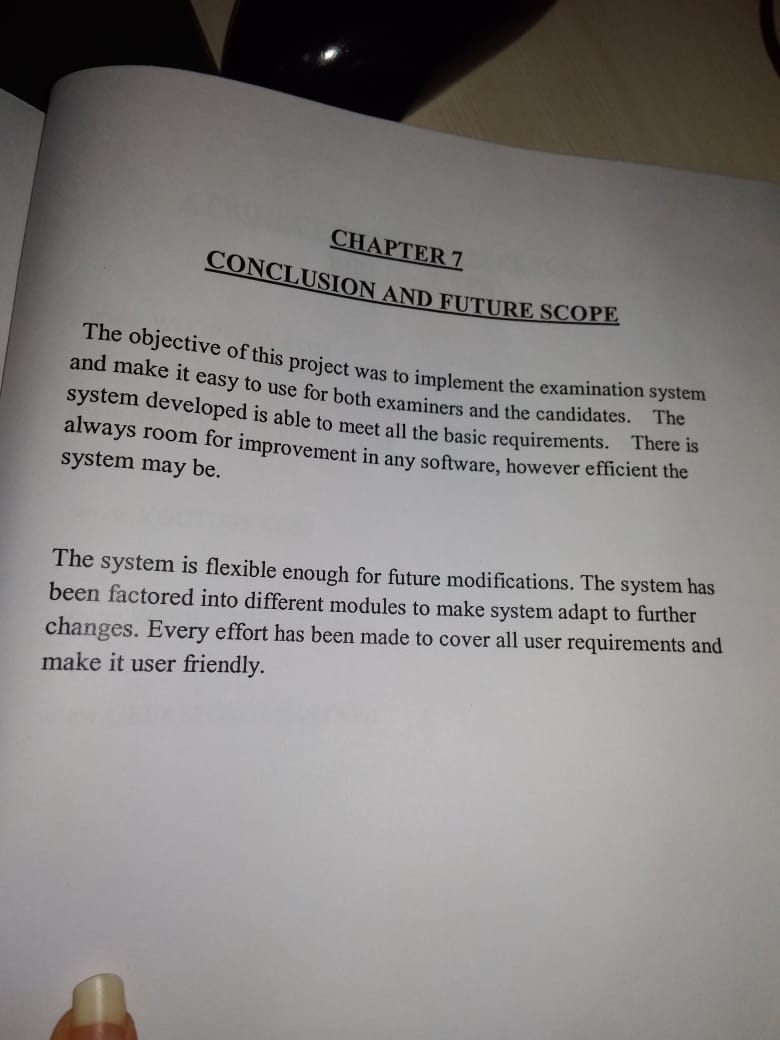 CHAPTER 7
CONCLUSION AND FUTURE SCOPE
The objective of this project was to implement the examination system
and make it easy to use for both examiners and the candidates. The
system developed is able to meet all the basic requirements. There is
always room for improvement in any software, however efficient the
system may be.
The system is flexible enough for future modifications. The system has
been factored into different modules to make system adapt to further
changes. Every effort has been made to cover all user requirements and
make it user friendly.